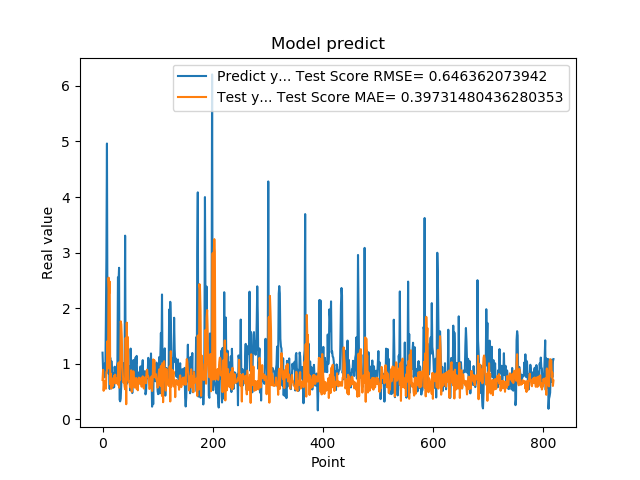 Model predict
Predict y... Test Score RMSE= 0.646362073942
Test y... Test Score MAE= 0.39731480436280353
Real value
6
5
4
3
2
1
0
0 200 400 600 800
Point